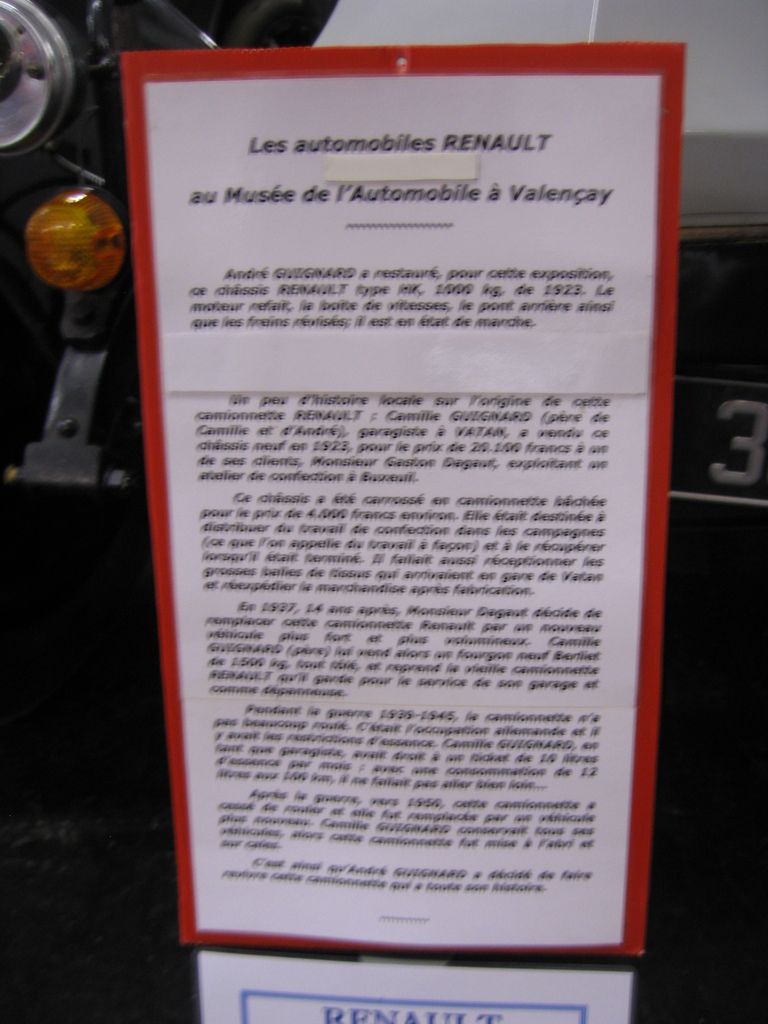 Les automobiles RENAULT
au Musée de l'Automobile à Valençay
André GUIGNARD a restauré, pour cette exposition,
ce châssis RENAULT type HK, 1000 kg, de 1923. Le
moteur refait, la boîte de vitesses, le pont arrière ainsi
que les freins révisés; il est en état de marche.
Un peu d'histoire locale sur l'origine de cette
camionnette RENAULT : Camille GUIGNARD (père de
Camille et d'André), garagiste à VATAN, a vendu ce
châssis neuf en 1923, pour le prix de 20.100 francs à un
de ses clients, Monsieur Gaston Dagaut, exploitant un
atelier de confection à Buxeuil.
Ce châssis a été carrossé en camionnette bâchée
pour le prix de 4.000 francs environ. Elle était destinée à
distribuer du travail de confection dans les campagnes
(ce que l'on appelle du travail à façon) et à le récupérer
lorsqu'il était terminé. Il fallait aussi réceptionner les
grosses balles de tissus qui arrivaient en gare de Vatan
et réexpédier la marchandise après fabrication.
En 1937, 14 ans après, Monsieur Dagaut décide de
remplacer cette camionnette Renault par un nouveau
véhicule plus fort et plus volumineux. Camille
GUIGNARD (père) lui vend alors un fourgon neuf Berliet
de 1500 kg, tout tôlé, et reprend la vieille camionnette
RENAULT qu'il garde pour le service de son garage et
comme dépanneuse.
Pendant la guerre 1939-1945, la camionnette n'a
pas beaucoup roulé. C'était l'occupation allemande et il
y avait les restrictions d'essence. Camille GUIGNARD, en
tant que garagiste, avait droit à un ticket de 10 litres
d'essence par mois : avec une consommation de 12
litres aux 100 km, il ne fallait pas aller bien loin...
Après la guerre, vers 1950, cette camionnette a
cessé de rouler et elle fut remplacée par un véhicule
plus nouveau. Camille GUIGNARD conservait tous ses
véhicules, alors cette camionnette fut mise à l'abri et
sur cales.
C'est ainsi qu'André GUIGNARD a décidé de faire
revivre cette camionnette qui a toute son histoire.
3
RENAULT